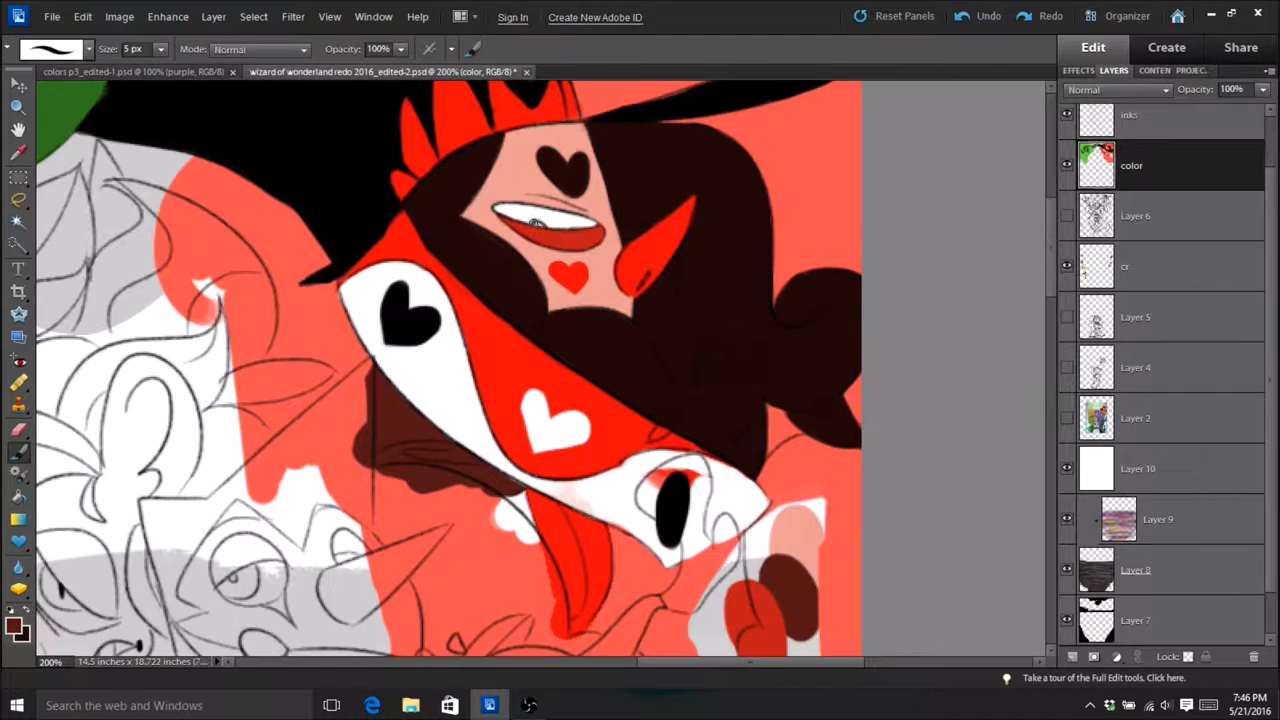 File Edit Image Enhance Layer Select Filter View Window Help Sign In Create New Adobe ID Reset Panels Undo Redo Organizer
Size: 5 px Mode: Normal Opacity: 100% Edit Create Share
colors p3_edited-1.psd @ 100% (purple, RGB/8) × wizard of wonderland redo 2016_edited-2.psd @ 200% (color, RGB/8) * ×
EFFECTS LAYERS CONTEN PROJEC.
Normal Opacity: 100%
inks
color
Layer 6
cr
Layer 5
Layer 4
Layer 2
Layer 10
Layer 9
Layer 8
Layer 7
200% 14.5 inches x 18.722 inches (7... Lock:
Take a tour of the Full Edit tools. Click here.
Search the web and Windows
7:46 PM
5/21/2016